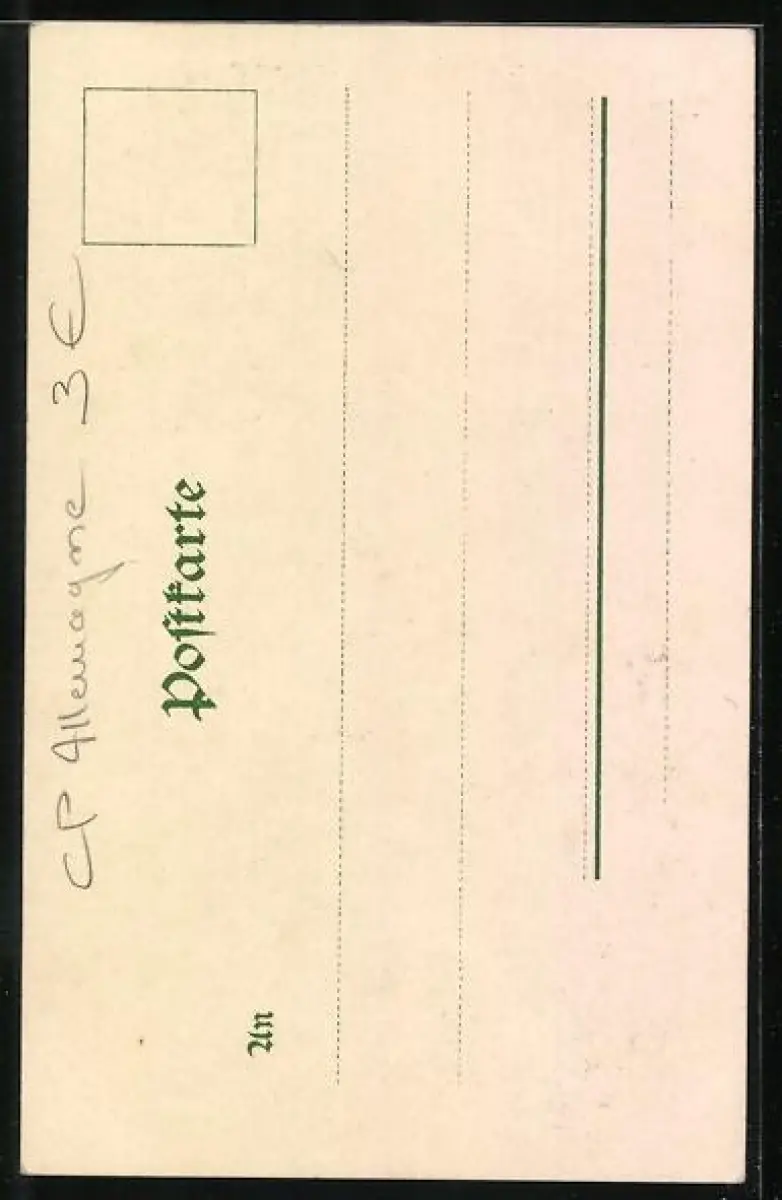 CP Allemagne 3 €
Poſtkarte
An